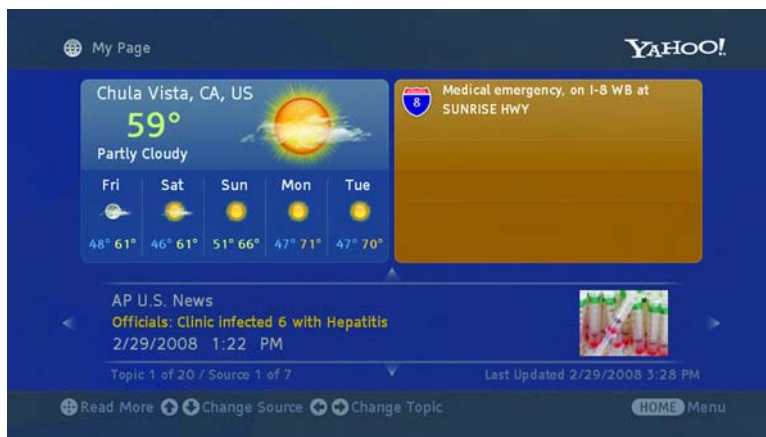 My Page
YAHOO!
Chula Vista, CA, US
59°
Partly Cloudy
Fri Sat Sun Mon Tue
48° 61° 46° 61° 51° 66° 47° 71° 47° 70°
8
Medical emergency, on I-8 WB at
SUNRISE HWY
AP U.S. News
Officials: Clinic infected 6 with Hepatitis
2/29/2008 1:22 PM
Topic 1 of 20 / Source 1 of 7
Last Updated 2/29/2008 3:28 PM
Read More Change Source Change Topic
HOME Menu